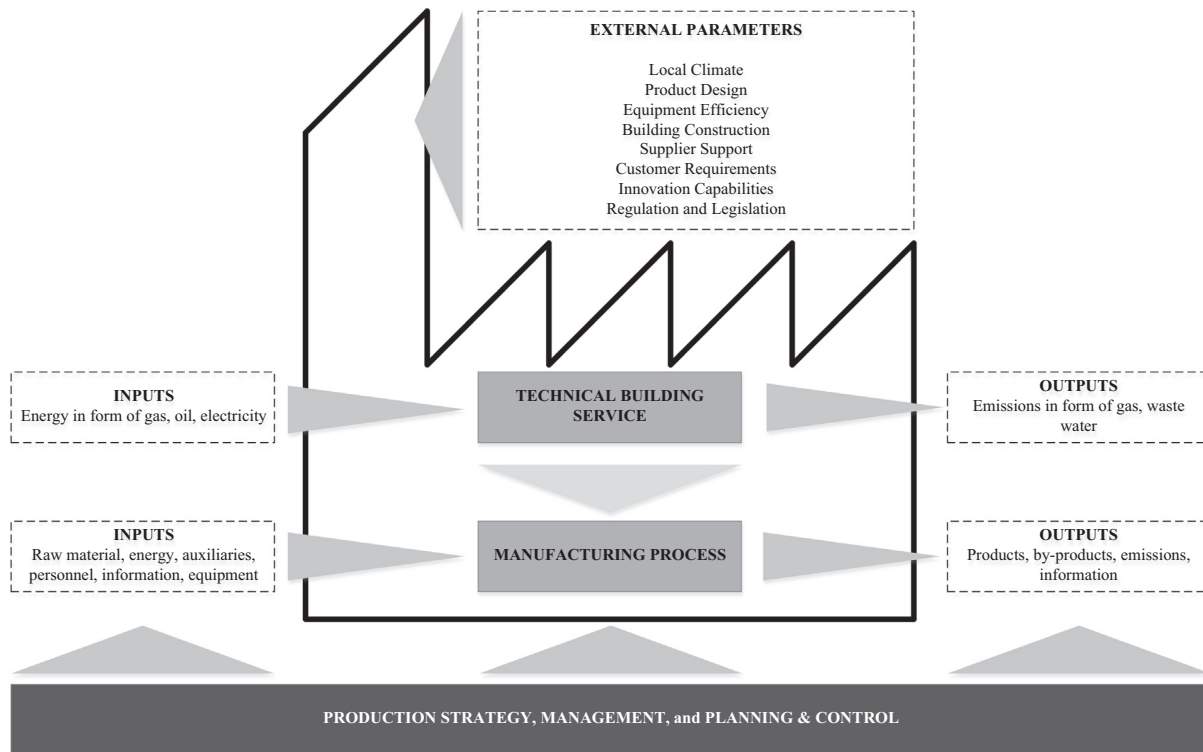 EXTERNAL PARAMETERS
Local Climate
Product Design
Equipment Efficiency
Building Construction
Supplier Support
Customer Requirements
Innovation Capabilities
Regulation and Legislation
INPUTS
Energy in form of gas, oil, electricity
TECHNICAL BUILDING
SERVICE
OUTPUTS
Emissions in form of gas, waste
water
INPUTS
Raw material, energy, auxiliaries,
personnel, information, equipment
MANUFACTURING PROCESS
OUTPUTS
Products, by-products, emissions,
information
PRODUCTION STRATEGY, MANAGEMENT, and PLANNING & CONTROL